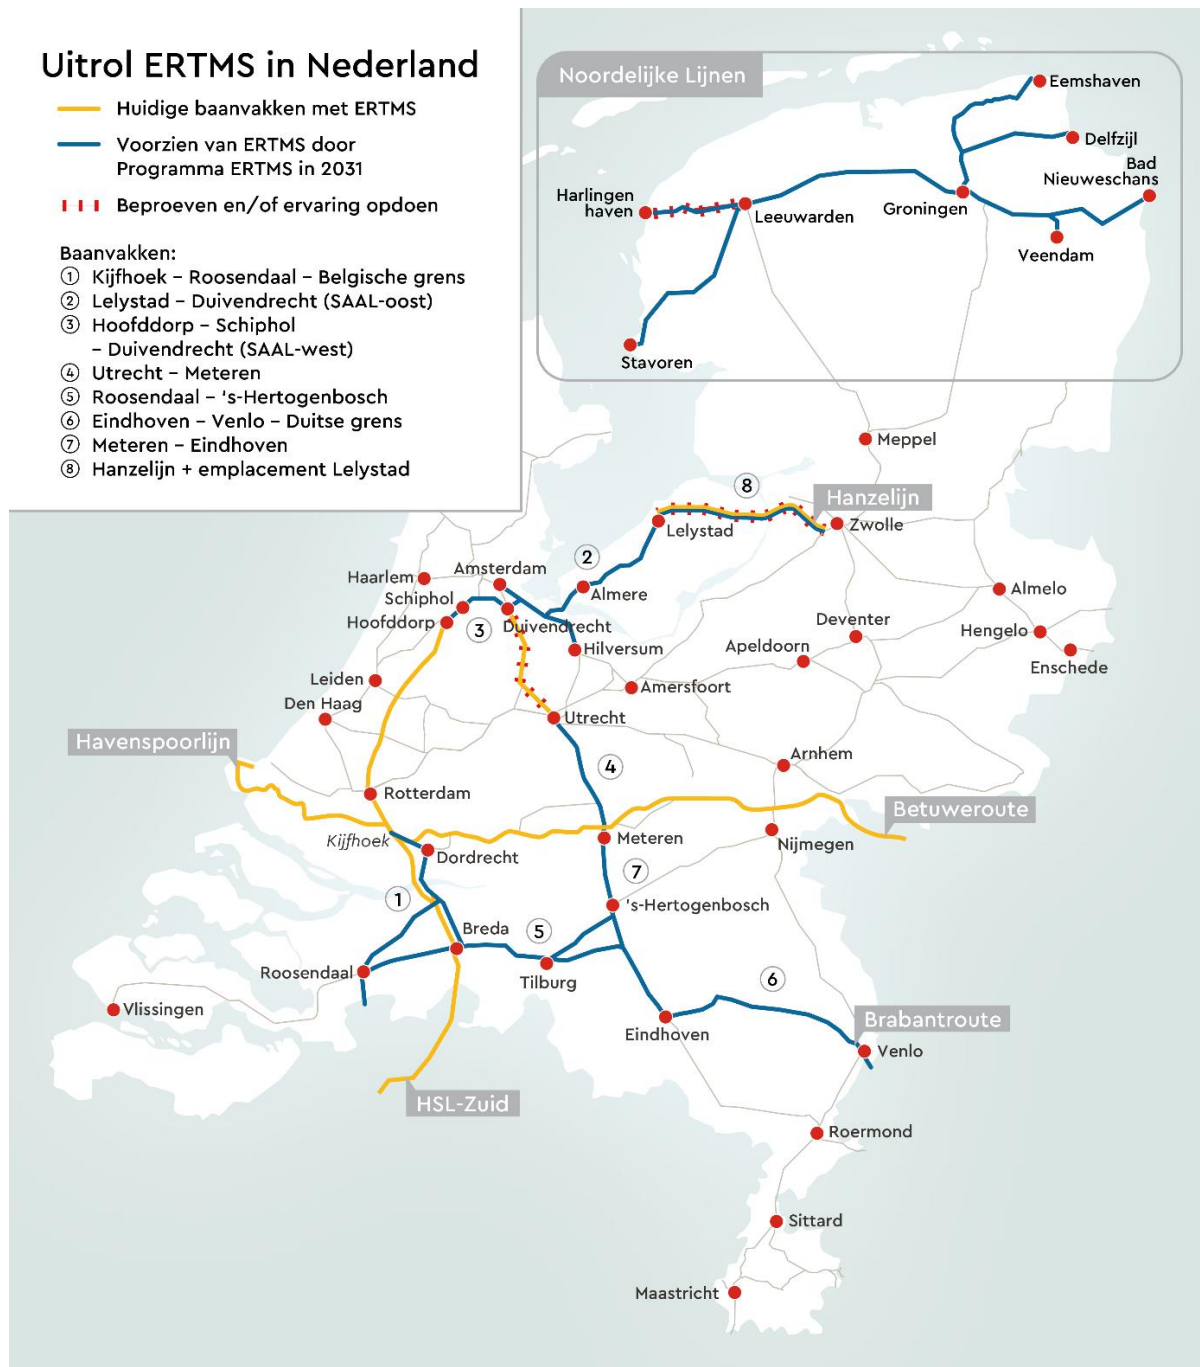 Uitrol ERTMS in Nederland
Huidige baanvakken met ERTMS
Voorzien van ERTMS door
Programma ERTMS in 2031
Beproeven en/of ervaring opdoen
Baanvakken:
1 Kijfhoek – Roosendaal – Belgische grens
2 Lelystad – Duivendrecht (SAAL-oost)
3 Hoofddorp – Schiphol
– Duivendrecht (SAAL-west)
4 Utrecht – Meteren
5 Roosendaal – 's-Hertogenbosch
6 Eindhoven – Venlo – Duitse grens
7 Meteren – Eindhoven
8 Hanzelijn + emplacement Lelystad
Noordelijke Lijnen
Eemshaven
Delfzijl
Bad
Nieuweschans
Harlingen
haven
Leeuwarden
Groningen
Veendam
Stavoren
Meppel
8
Hanzelijn
Lelystad
Zwolle
2
Amsterdam
Haarlem
Almere
Almelo
Schiphol
Hoofddorp
3
Duivendrecht
Deventer
Hengelo
Hilversum
Apeldoorn
Enschede
Leiden
Amersfoort
Den Haag
Utrecht
Havenspoorlijn
Arnhem
4
Rotterdam
Betuweroute
Kijfhoek
Meteren
Nijmegen
Dordrecht
7
1
's-Hertogenbosch
Breda
5
Roosendaal
Tilburg
6
Vlissingen
Brabantroute
Eindhoven
Venlo
HSL-Zuid
Roermond
Sittard
Maastricht